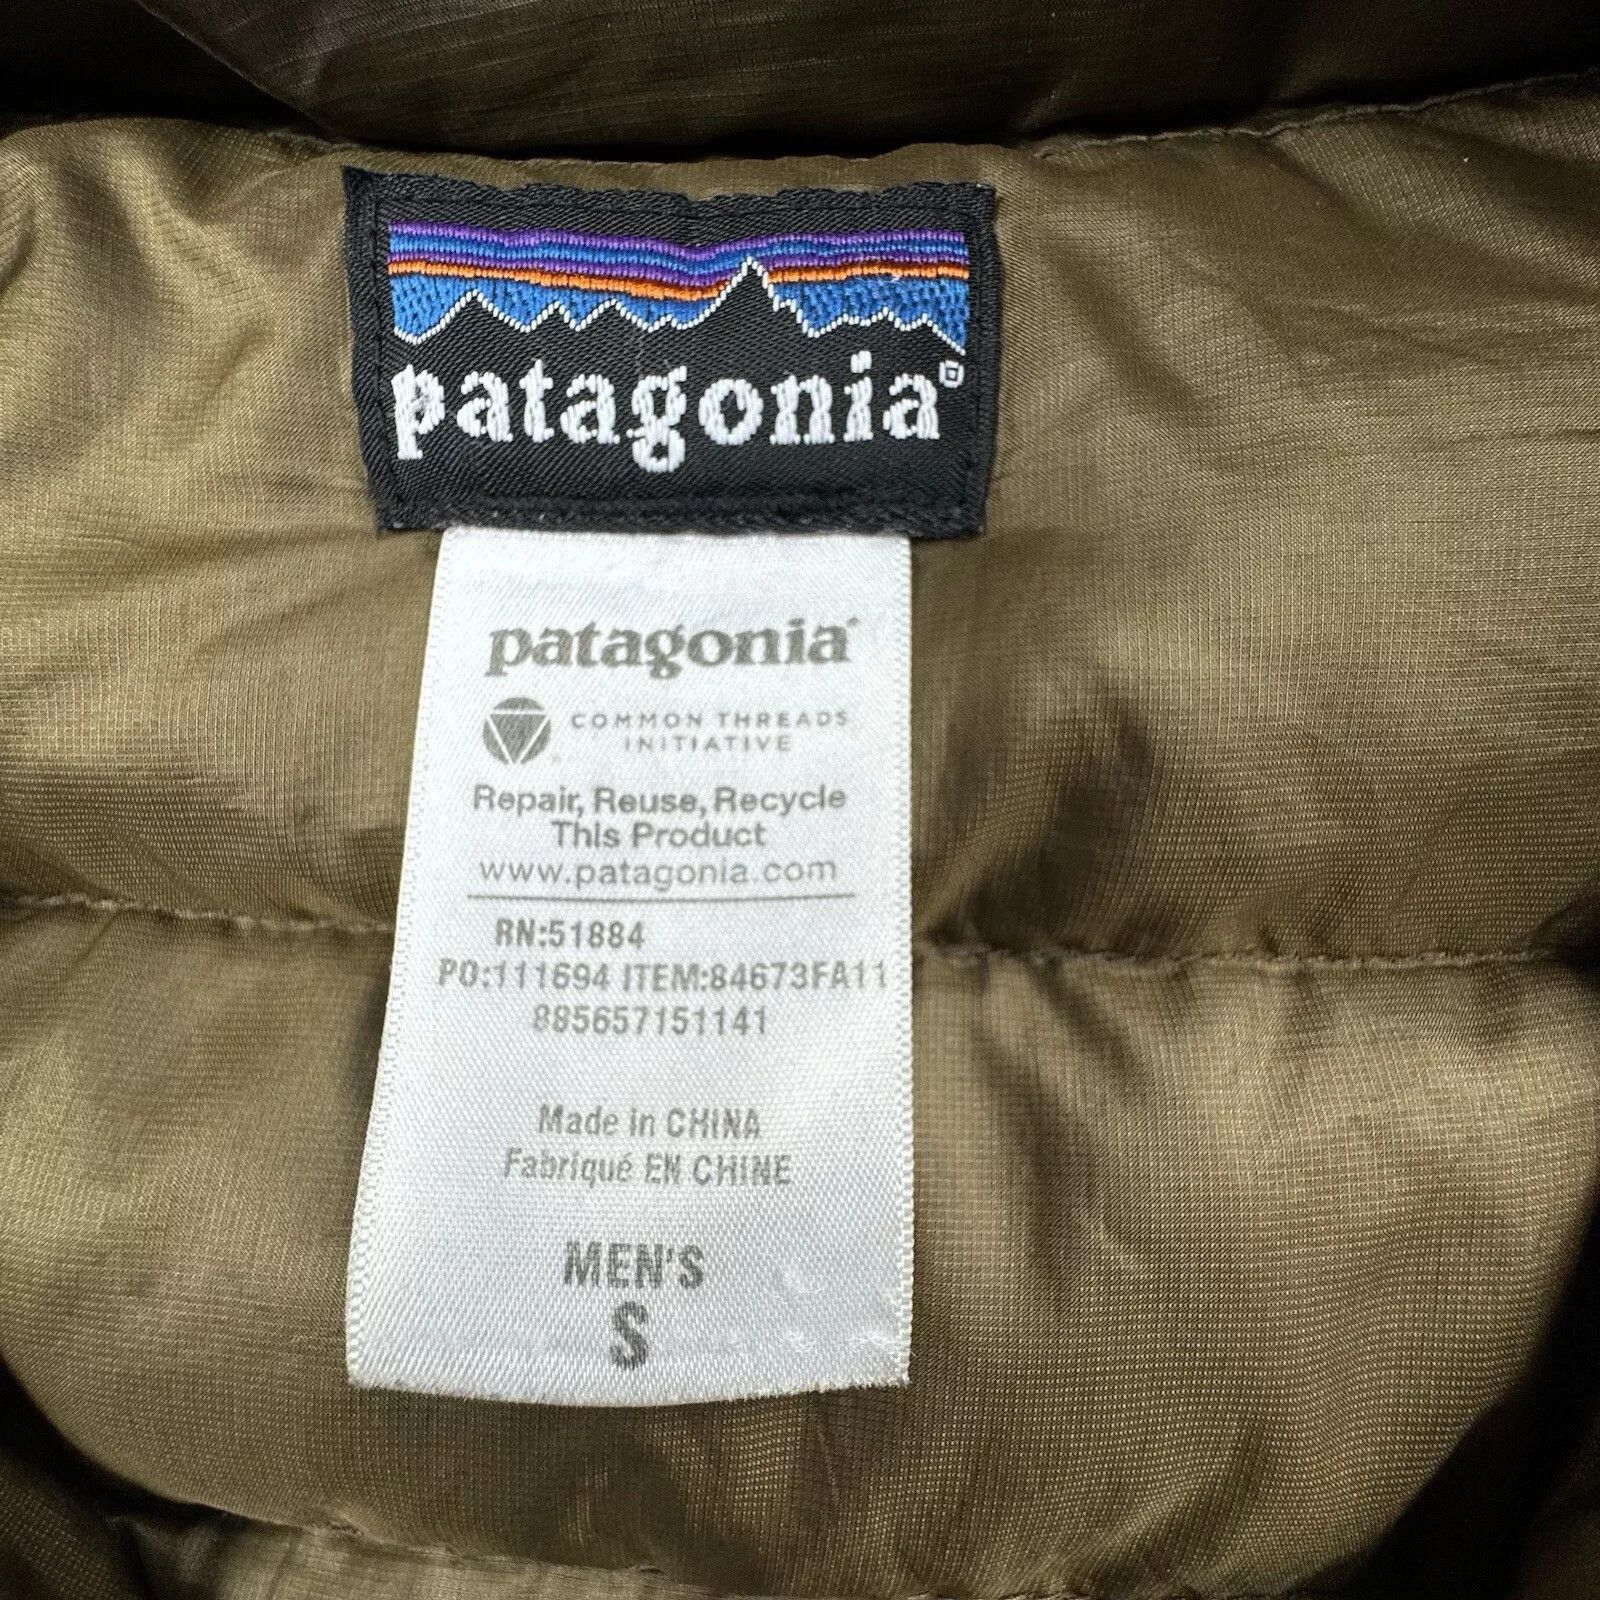 patagonia®
patagonia®
COMMON THREADS
INITIATIVE
Repair, Reuse, Recycle
This Product
www.patagonia.com
RN:51884
PO:111694 ITEM:84673FA11
885657151141
Made in CHINA
Fabriqué EN CHINE
MEN'S
S